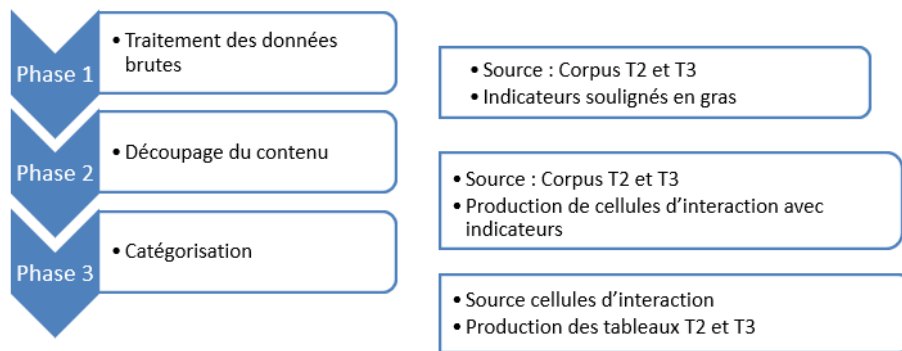 Phase 1
• Traitement des données
brutes
• Source : Corpus T2 et T3
• Indicateurs soulignés en gras
Phase 2
• Découpage du contenu
• Source : Corpus T2 et T3
• Production de cellules d'interaction avec
indicateurs
Phase 3
• Catégorisation
• Source cellules d'interaction
• Production des tableaux T2 et T3